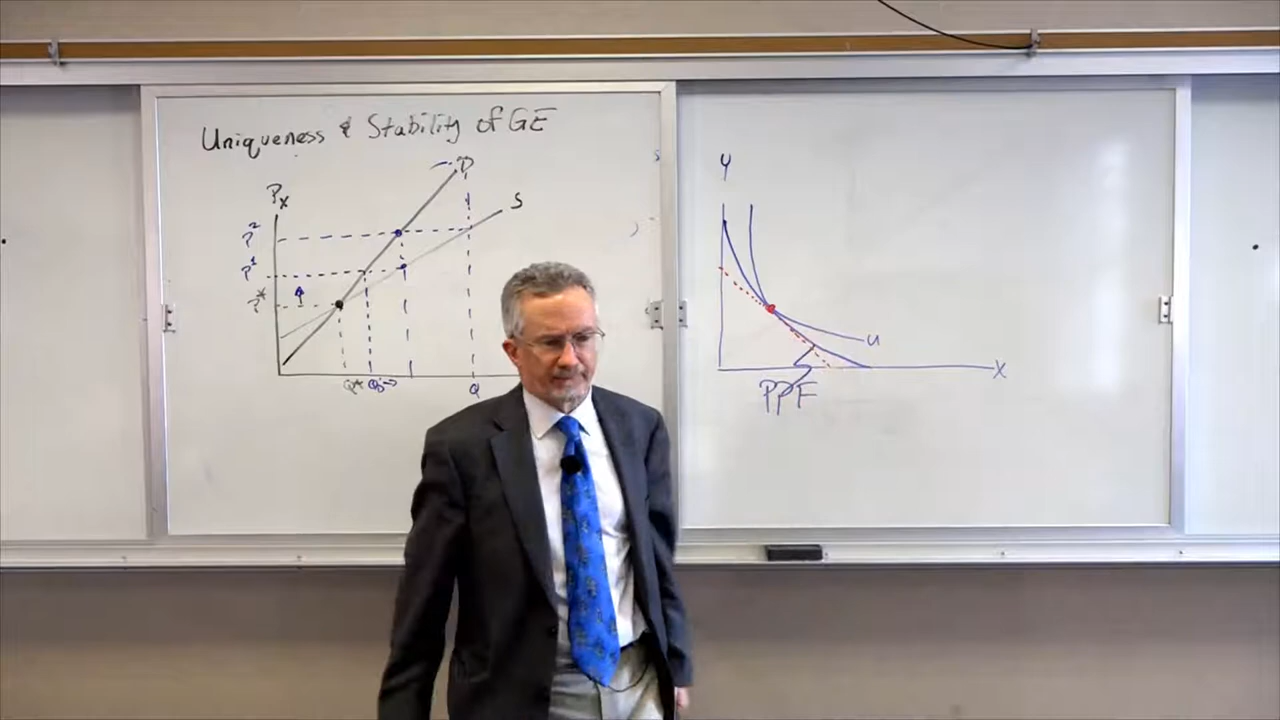 Uniqueness & Stability of GE
Px
D
S
P²
P¹
P*
Q*
Q
Y
U
X
PPF